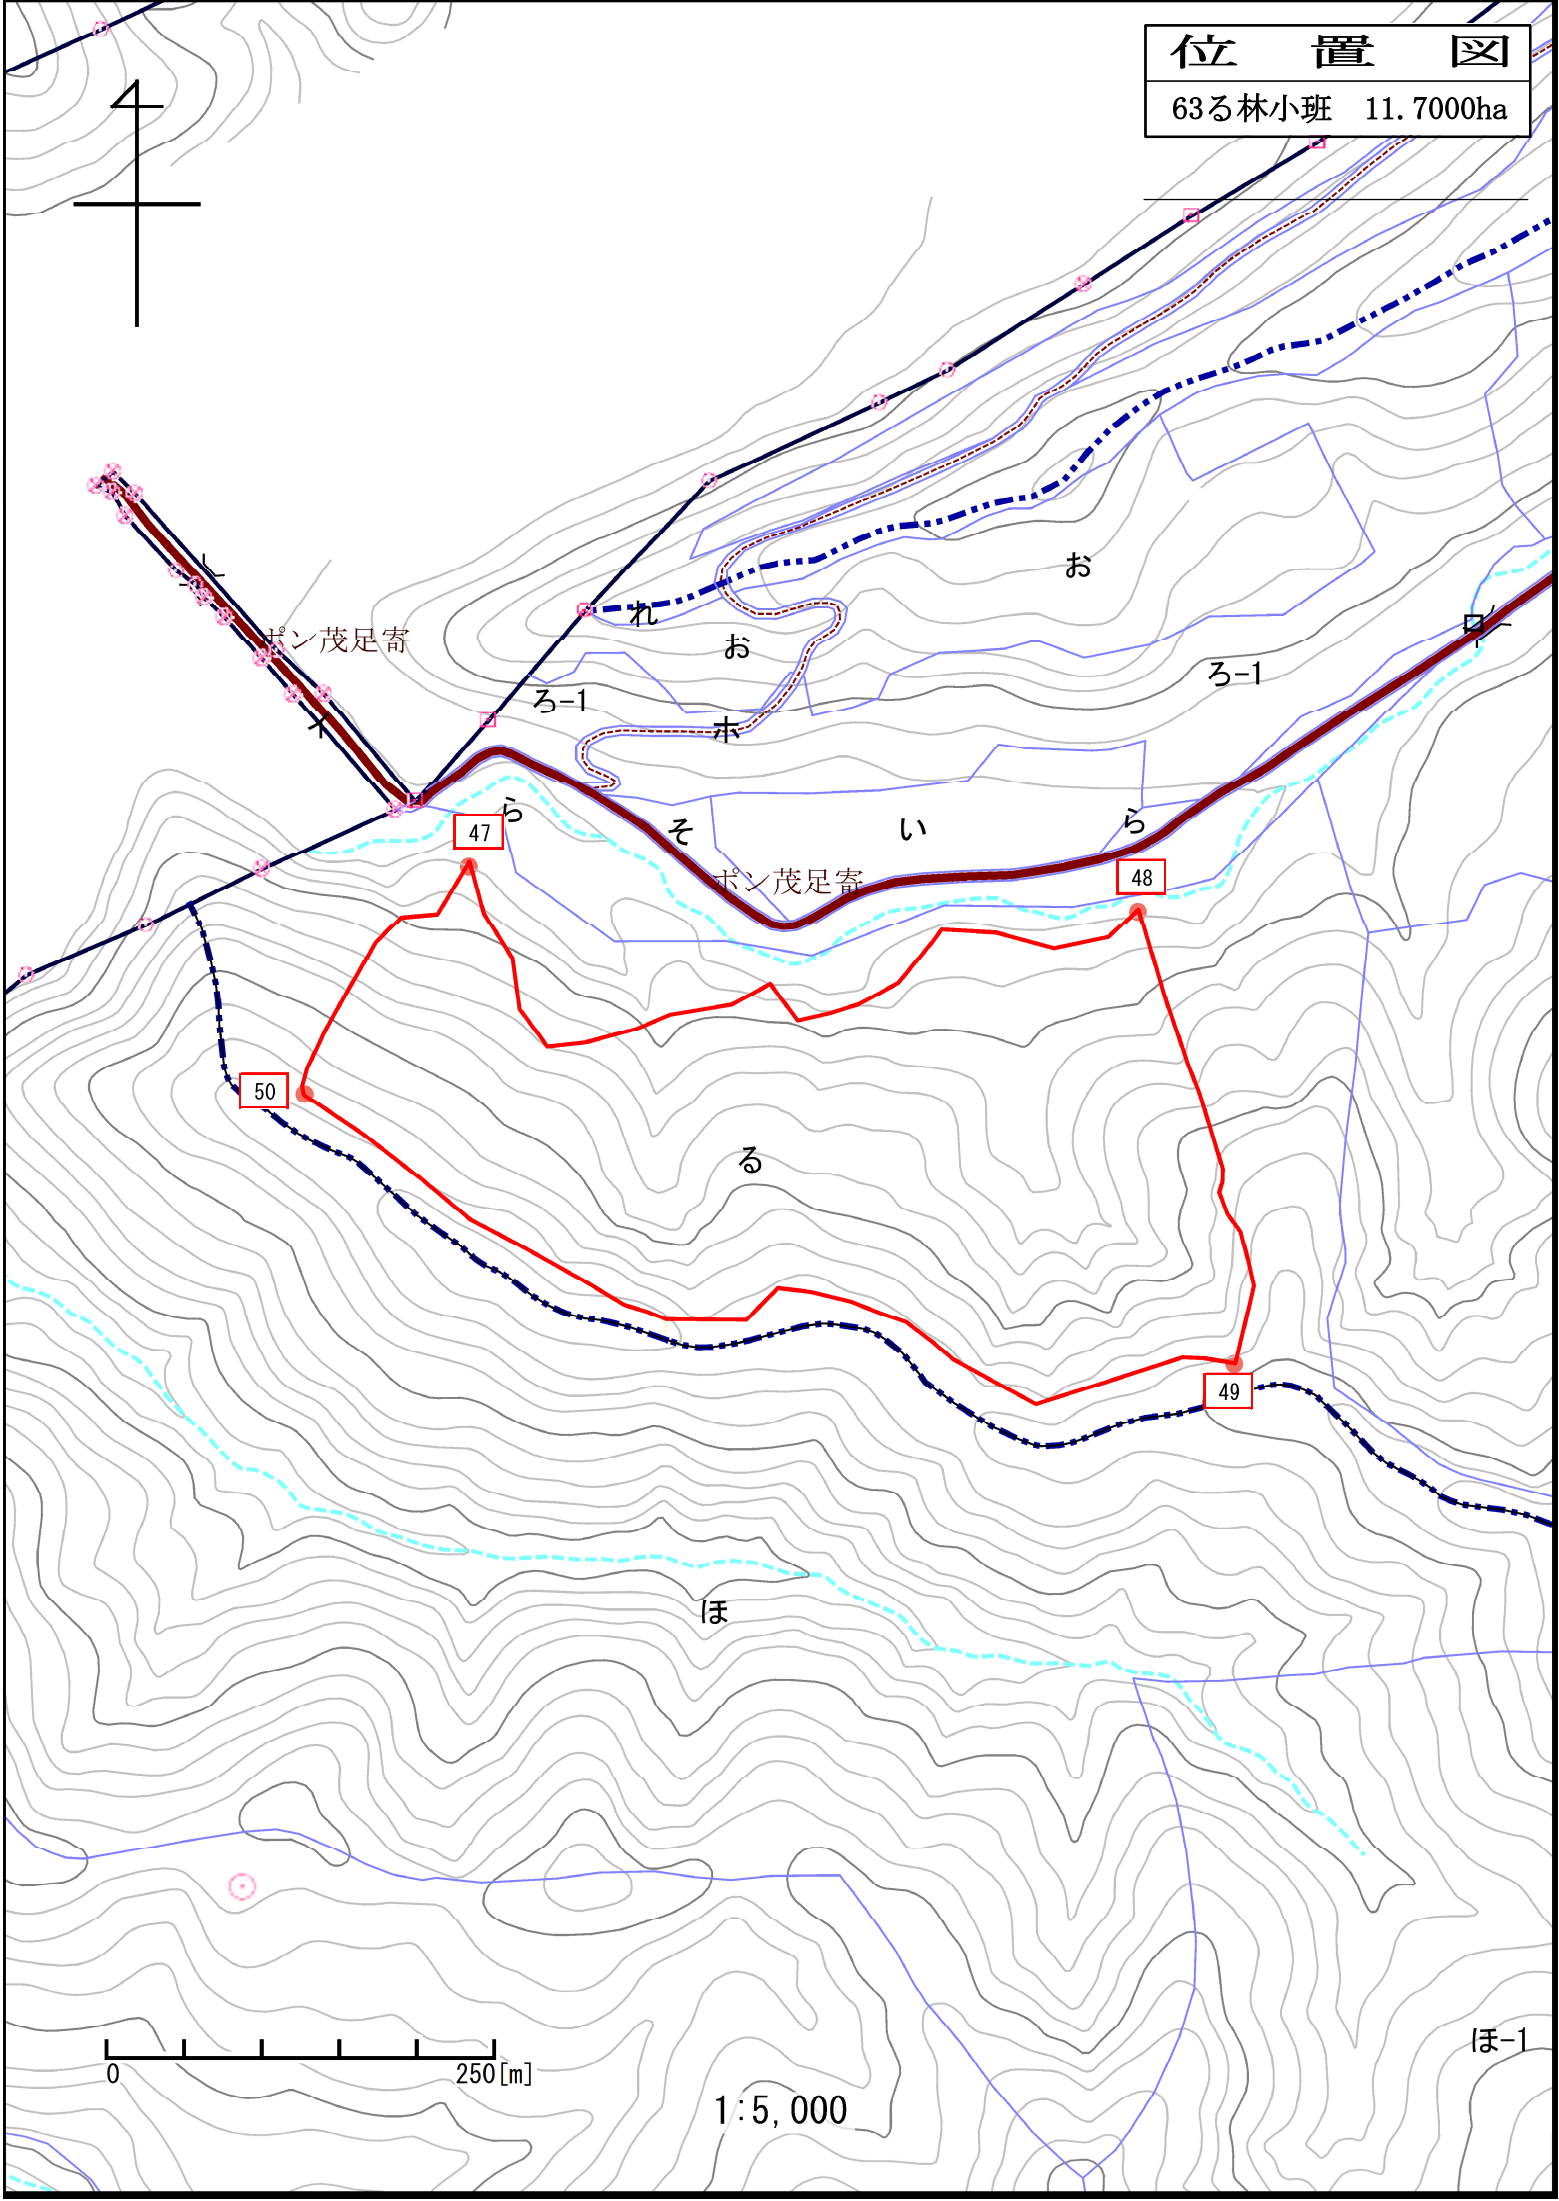 位 置 図
63る林小班 11.7000ha
お
れ
お
ロ
イ
ポン茂足寄
ろ-1
ろ-1
ホ
ら
そ
い
ら
47
ポン茂足寄
48
50
る
49
ほ
ほ-1
0
250[m]
1:5,000